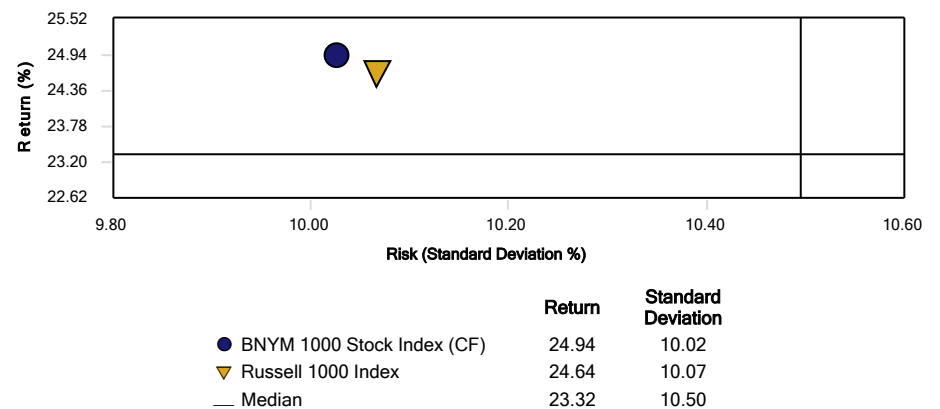 25.52
24.94
24.36
23.78
23.20
22.62
Return (%)
9.80 10.00 10.20 10.40 10.60
Risk (Standard Deviation %)
Return Standard Deviation
BNYM 1000 Stock Index (CF) 24.94 10.02
Russell 1000 Index 24.64 10.07
Median 23.32 10.50